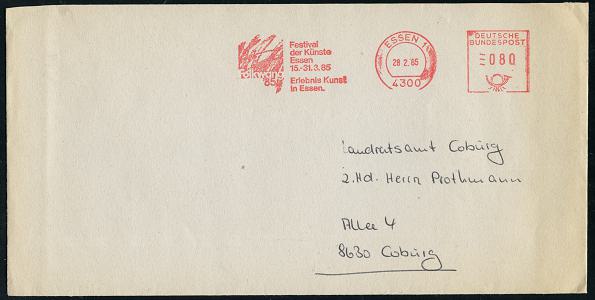 folkwang
85
Festival
der Künste
Essen
15.-31.3.85
Erlebnis Kunst
in Essen.
ESSEN 1
28.2.85
4300
DEUTSCHE
BUNDESPOST
080
Landratsamt Coburg
z.Hd. Herrn Prothmann
Allee 4
8630 Coburg